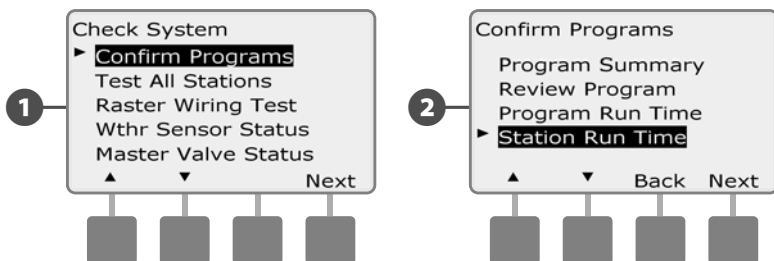 Check System
► Confirm Programs
Test All Stations
Raster Wiring Test
Wthr Sensor Status
Master Valve Status
▲ ▼ Next
1
Confirm Programs
Program Summary
Review Program
Program Run Time
► Station Run Time
▲ ▼ Back Next
2